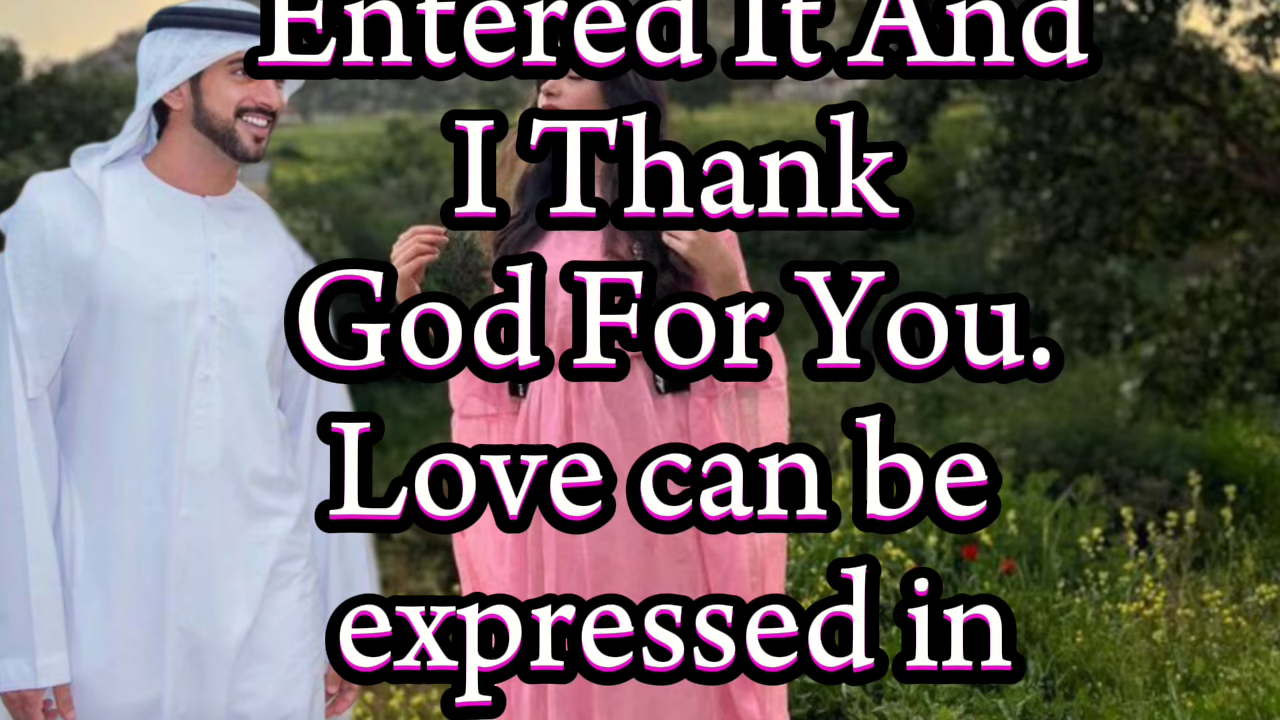 Entered It And
I Thank
God For You.
Love can be
expressed in